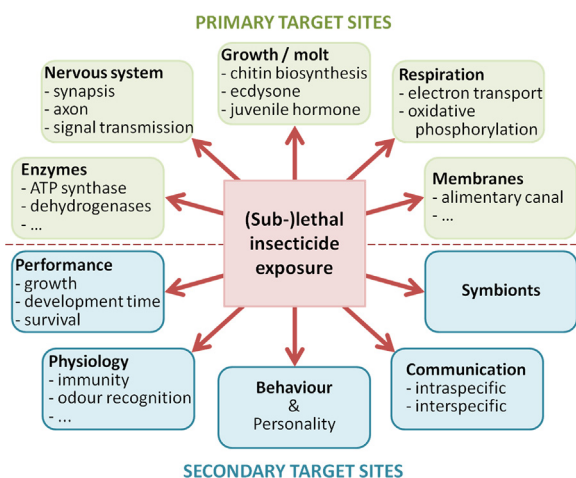 PRIMARY TARGET SITES
Nervous system
- synapsis
- axon
- signal transmission
Growth / molt
- chitin biosynthesis
- ecdysone
- juvenile hormone
Respiration
- electron transport
- oxidative
phosphorylation
Enzymes
- ATP synthase
- dehydrogenases
- ...
(Sub-)lethal
insecticide
exposure
Membranes
- alimentary canal
- ...
Performance
- growth
- development time
- survival
Symbionts
Physiology
- immunity
- odour recognition
- ...
Behaviour
&
Personality
Communication
- intraspecific
- interspecific
SECONDARY TARGET SITES